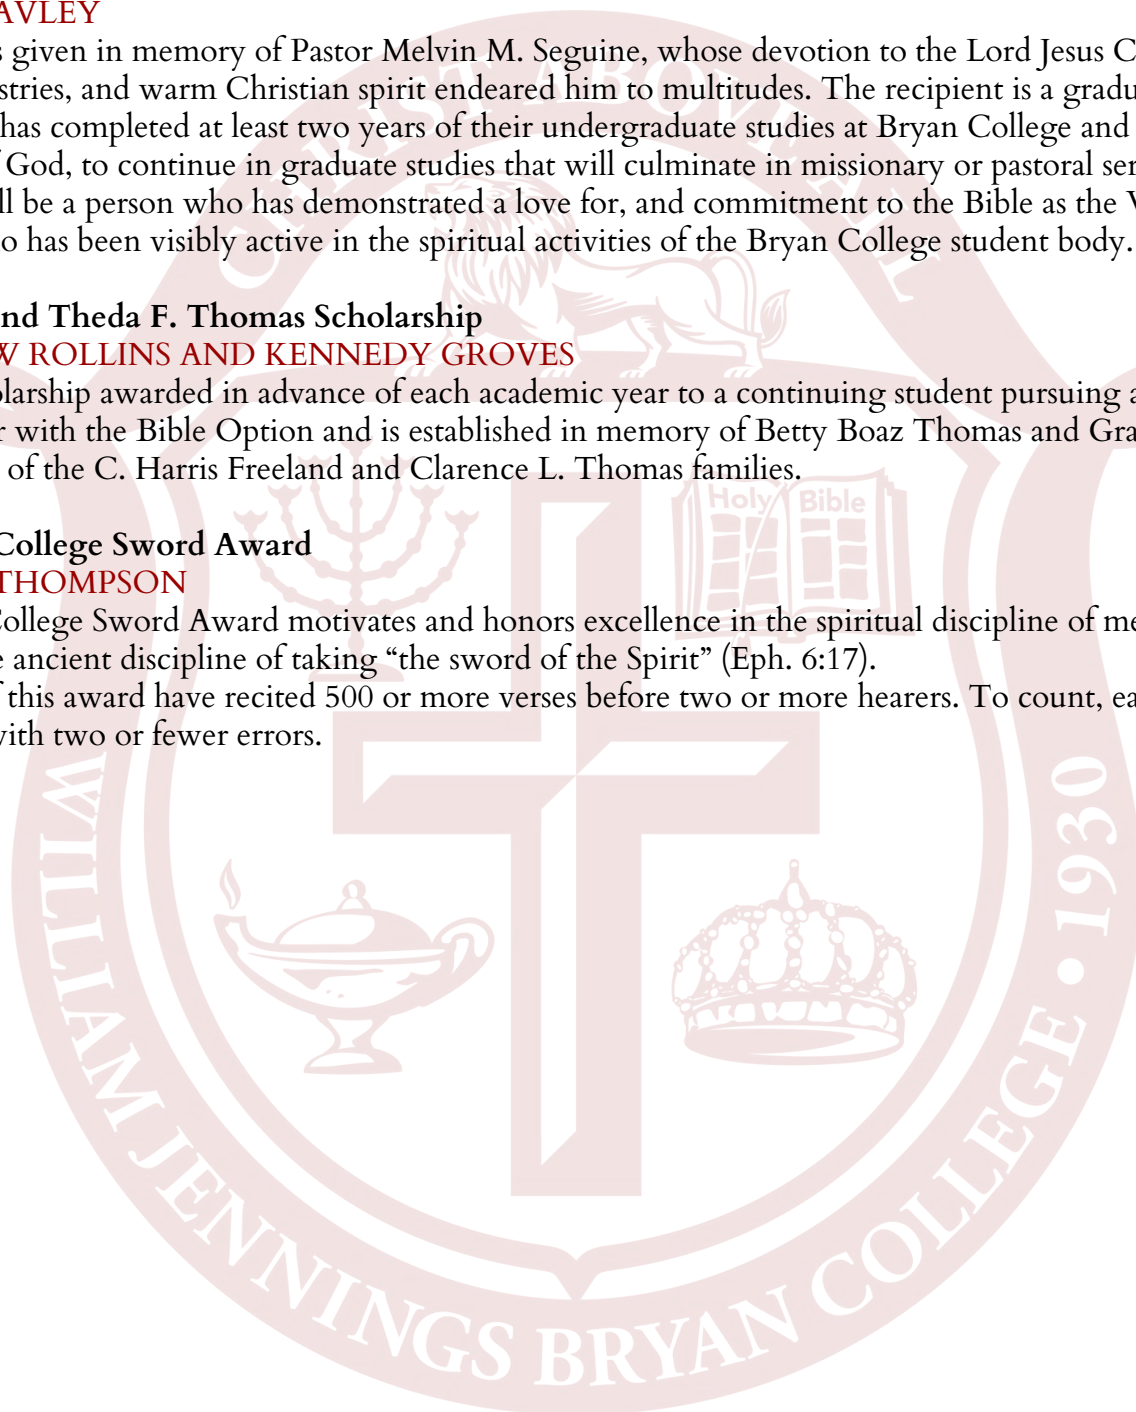 AVLEY
s given in memory of Pastor Melvin M. Seguine, whose devotion to the Lord Jesus C
stries, and warm Christian spirit endeared him to multitudes. The recipient is a gradu
has completed at least two years of their undergraduate studies at Bryan College and
God, to continue in graduate studies that will culminate in missionary or pastoral ser
ll be a person who has demonstrated a love for, and commitment to the Bible as the
o has been visibly active in the spiritual activities of the Bryan College student body.
nd Theda F. Thomas Scholarship
W ROLLINS AND KENNEDY GROVES
larship awarded in advance of each academic year to a continuing student pursuing a
r with the Bible Option and is established in memory of Betty Boaz Thomas and Gra
of the C. Harris Freeland and Clarence L. Thomas families.
College Sword Award
THOMPSON
College Sword Award motivates and honors excellence in the spiritual discipline of me
e ancient discipline of taking “the sword of the Spirit” (Eph. 6:17).
f this award have recited 500 or more verses before two or more hearers. To count, ea
with two or fewer errors.
CHRIST ABOVE ALL
Holy Bible
WILLIAM JENNINGS BRYAN COLLEGE • 1930